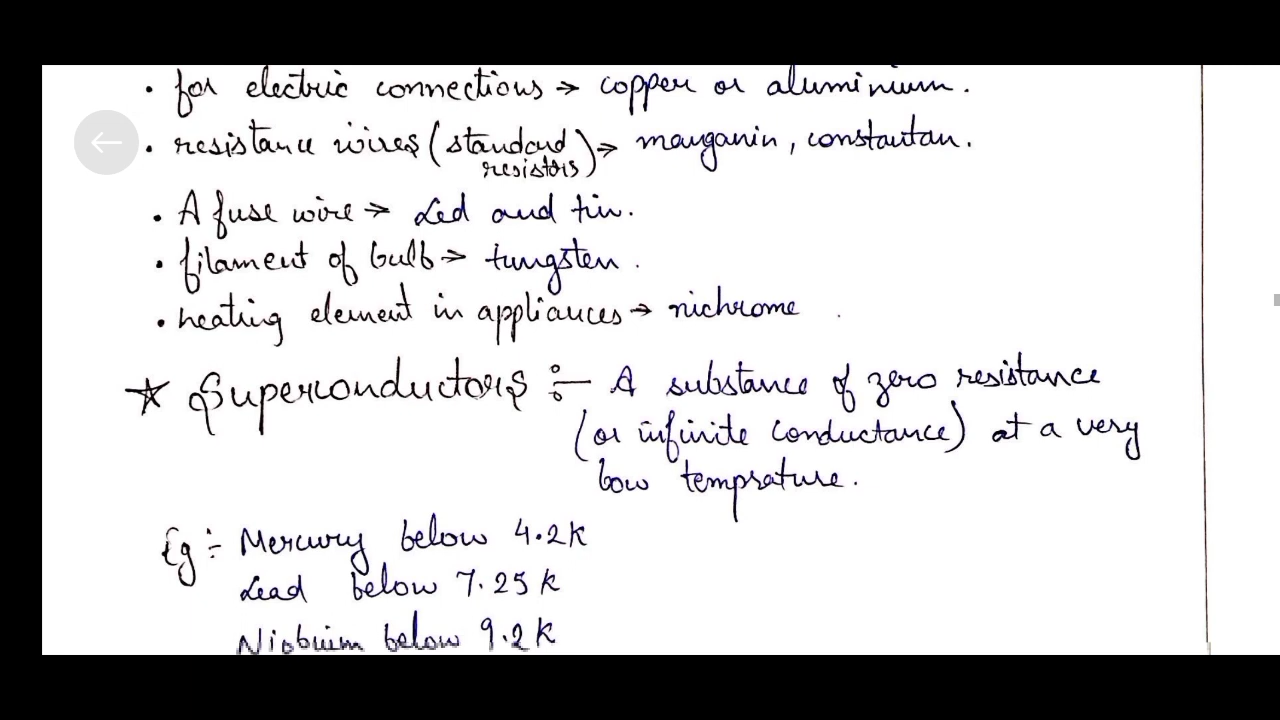 • for electric connections → copper or aluminium.
• resistance wires (standard resistors) → manganin, constantan.
• A fuse wire → Led and tin.
• filament of bulb → tungsten.
• heating element in appliances → nichrome
★ Superconductors :- A substance of zero resistance
(or infinite conductance) at a very
low temprature.
Eg :- Mercury below 4.2K
Lead below 7.25 K
Niobuim below 9.2K